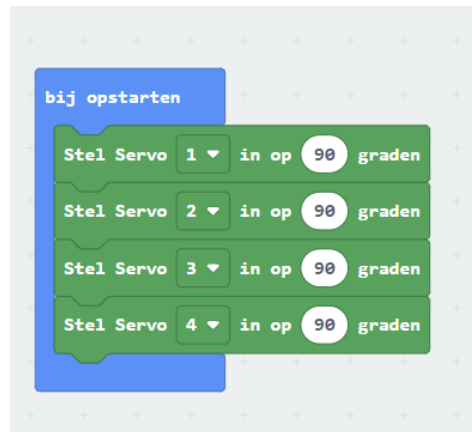 bij opstarten
Stel Servo 1 in op 90 graden
Stel Servo 2 in op 90 graden
Stel Servo 3 in op 90 graden
Stel Servo 4 in op 90 graden